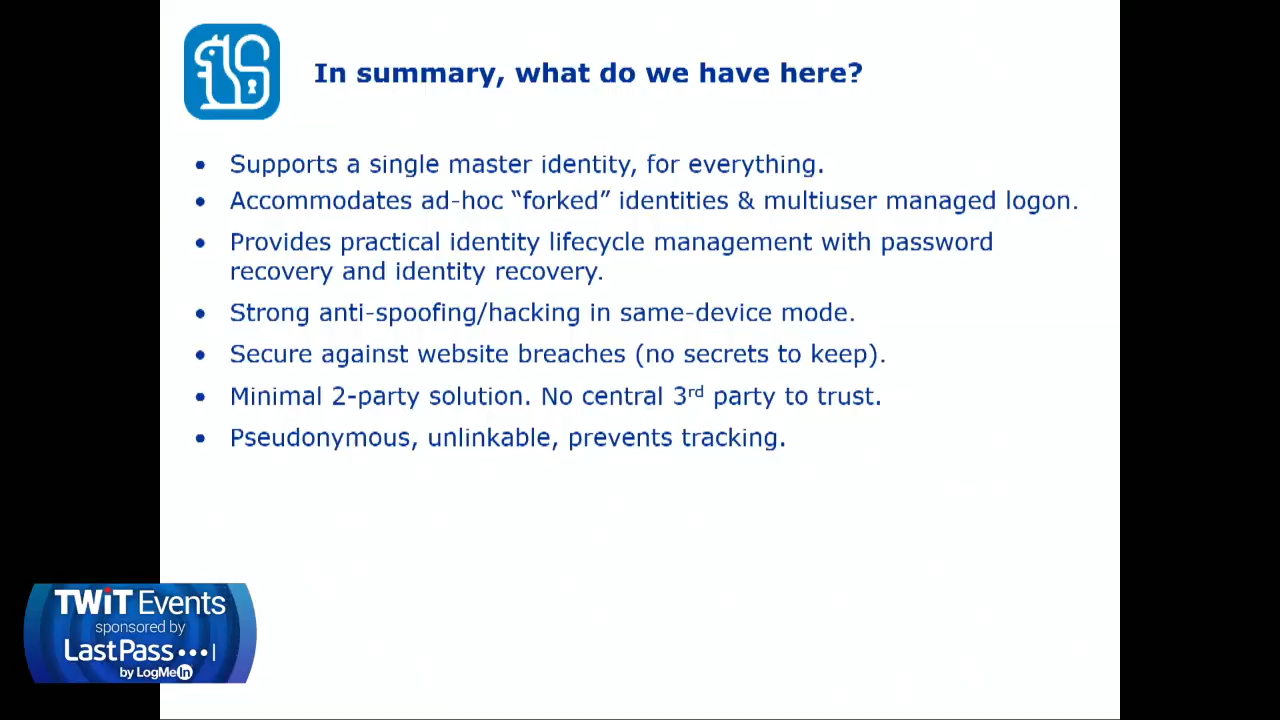 In summary, what do we have here?
• Supports a single master identity, for everything.
• Accommodates ad-hoc “forked” identities & multiuser managed logon.
• Provides practical identity lifecycle management with password
recovery and identity recovery.
• Strong anti-spoofing/hacking in same-device mode.
• Secure against website breaches (no secrets to keep).
• Minimal 2-party solution. No central 3rd party to trust.
• Pseudonymous, unlinkable, prevents tracking.
TWiT Events
sponsored by
LastPass •••|
by LogMeIn